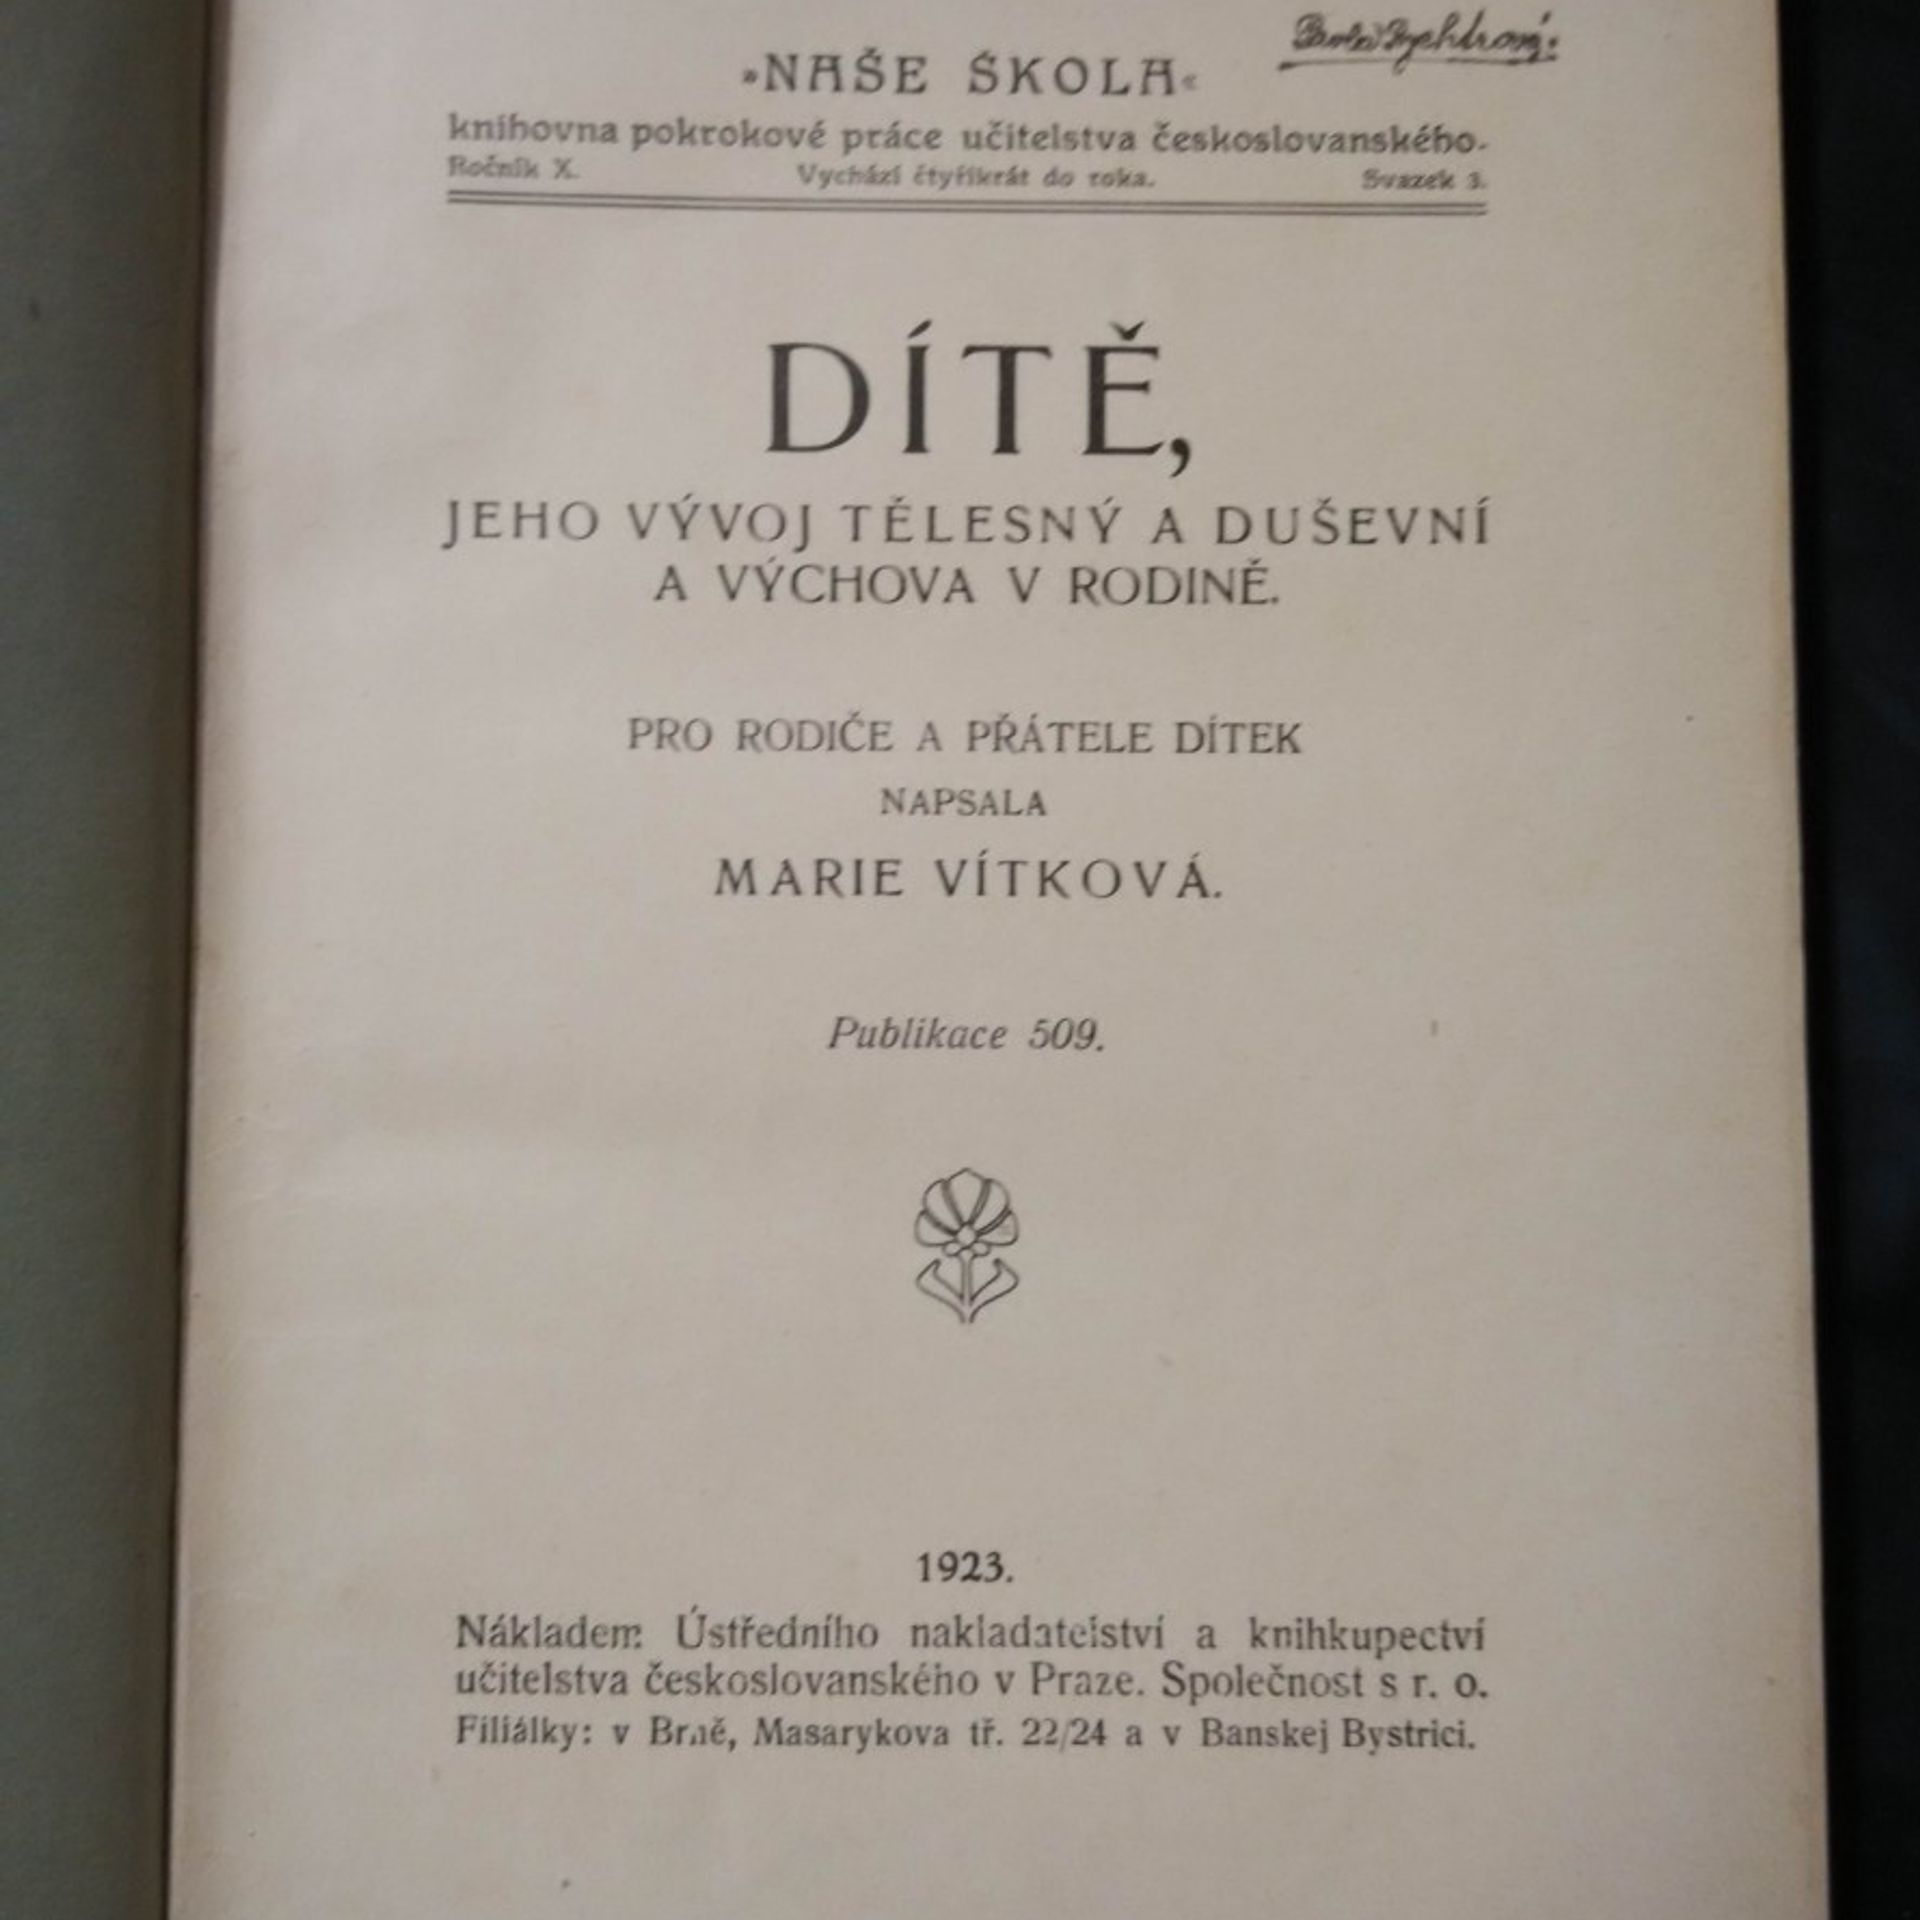 »NAŠE ŠKOLA«
knihovna pokrokové práce učitelstva českoslovanského.
Ročník X. Vychází čtyřikrát do roka. Svazek 3.
DÍTĚ,
JEHO VÝVOJ TĚLESNÝ A DUŠEVNÍ
A VÝCHOVA V RODINĚ.
PRO RODIČE A PŘÁTELE DÍTEK
NAPSALA
MARIE VÍTKOVÁ.
Publikace 509.
1923.
Nákladem Ústředního nakladatelství a knihkupectví
učitelstva českoslovanského v Praze. Společnost s r. o.
Filiálky: v Brně, Masarykova tř. 22/24 a v Banskej Bystrici.